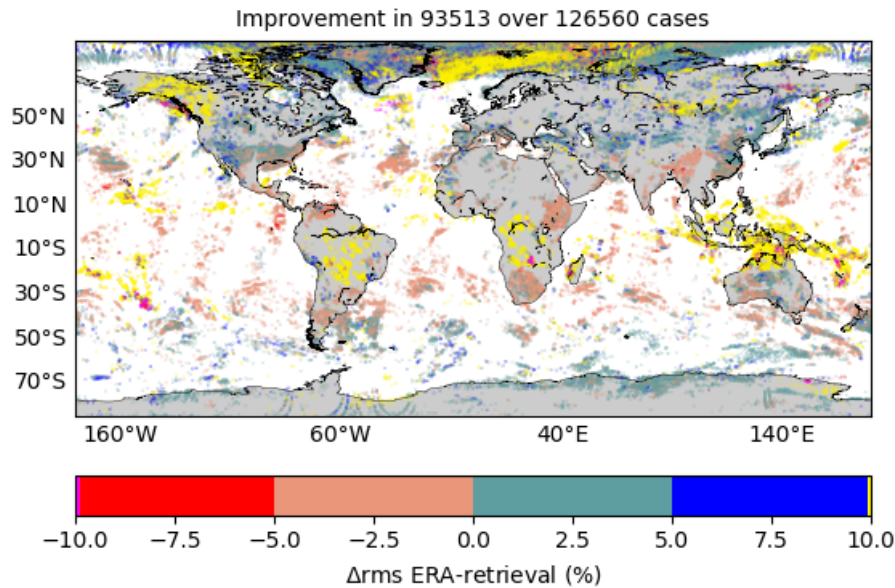 Improvement in 93513 over 126560 cases
50°N
30°N
10°N
10°S
30°S
50°S
70°S
160°W 60°W 40°E 140°E
−10.0 −7.5 −5.0 −2.5 0.0 2.5 5.0 7.5 10.0
Δrms ERA-retrieval (%)